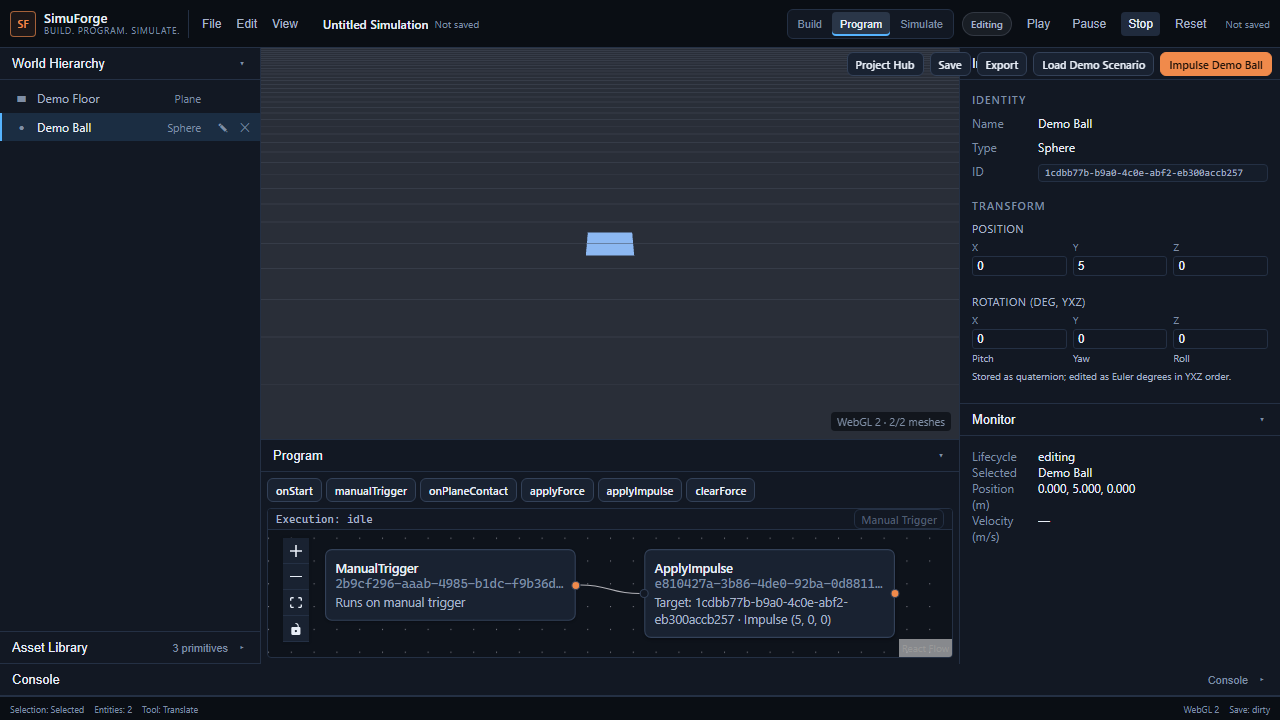 SF
SimuForge
BUILD. PROGRAM. SIMULATE.
File Edit View
Untitled Simulation Not saved
Build Program Simulate
Editing
Play Pause Stop Reset
Not saved
World Hierarchy
Demo Floor Plane
Demo Ball Sphere
Project Hub Save Export Load Demo Scenario Impulse Demo Ball
IDENTITY
Name Demo Ball
Type Sphere
ID 1cdbb77b-b9a0-4c0e-abf2-eb300accb257
TRANSFORM
POSITION
X Y Z
0 5 0
ROTATION (DEG, YXZ)
X Y Z
0 0 0
Pitch Yaw Roll
Stored as quaternion; edited as Euler degrees in YXZ order.
WebGL 2 · 2/2 meshes
Monitor
Lifecycle editing
Selected Demo Ball
Position (m) 0.000, 5.000, 0.000
Velocity (m/s) —
Program
onStart manualTrigger onPlaneContact applyForce applyImpulse clearForce
Execution: idle
Manual Trigger
ManualTrigger
2b9cf296-aaab-4985-b1dc-f9b36d…
Runs on manual trigger
ApplyImpulse
e810427a-3b86-4de0-92ba-0d8811…
Target: 1cdbb77b-b9a0-4c0e-abf2-
eb300accb257 · Impulse (5, 0, 0)
React Flow
Asset Library 3 primitives
Console Console
Selection: Selected Entities: 2 Tool: Translate
WebGL 2 Save: dirty